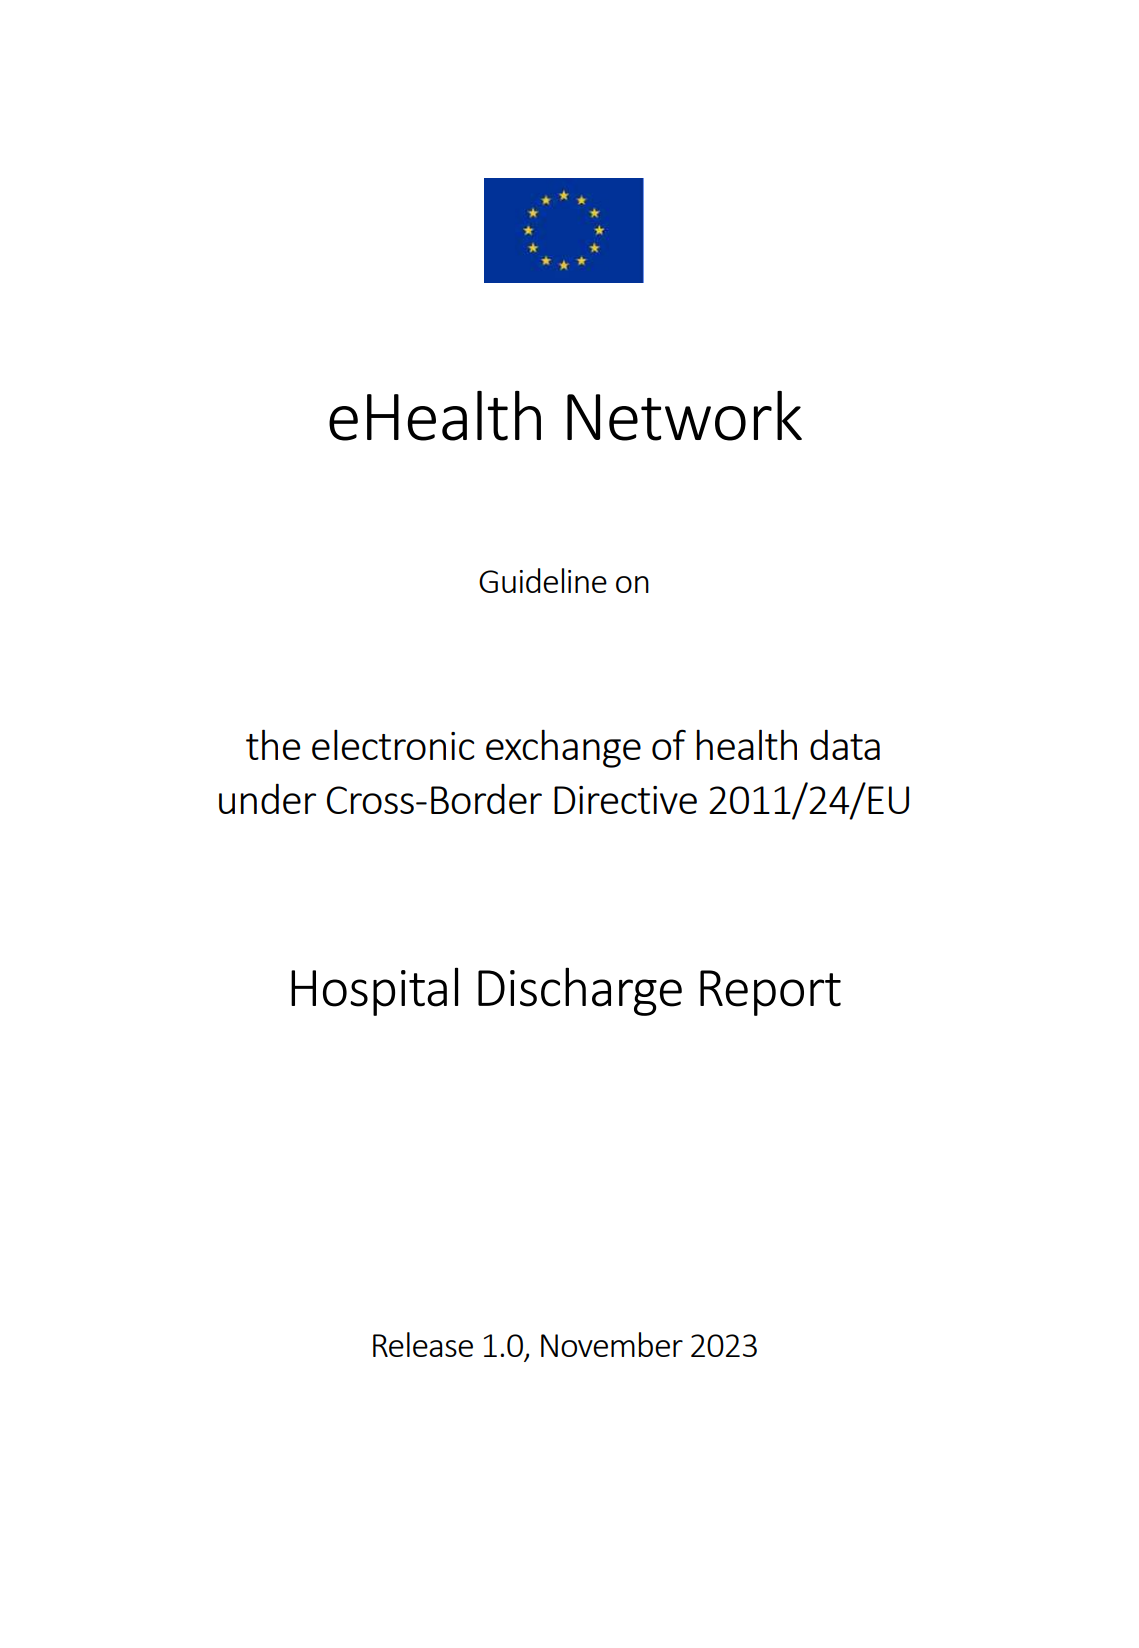 eHealth Network
Guideline on
the electronic exchange of health data
under Cross-Border Directive 2011/24/EU
Hospital Discharge Report
Release 1.0, November 2023